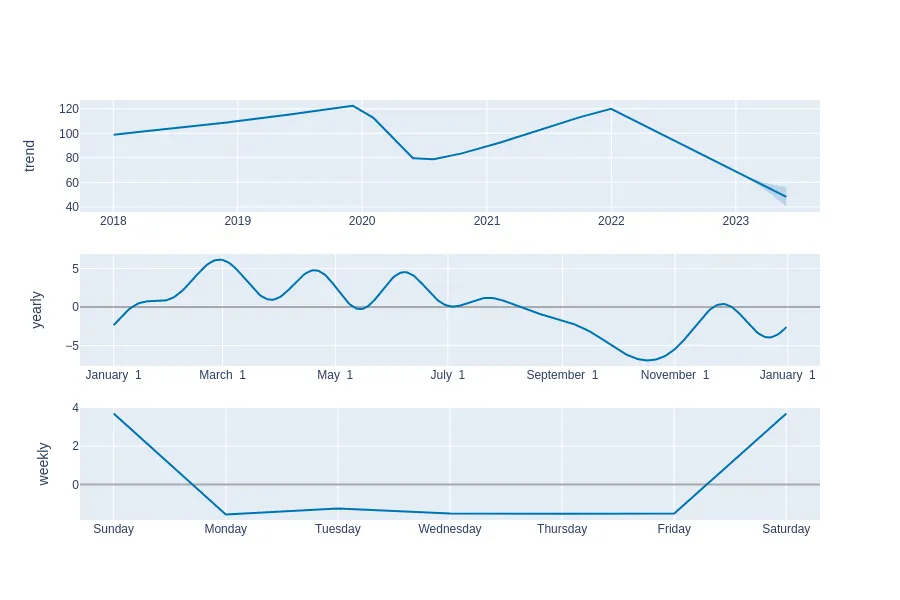 trend
120
100
80
60
40
2018 2019 2020 2021 2022 2023
yearly
5
0
−5
January 1 March 1 May 1 July 1 September 1 November 1 January 1
weekly
4
2
0
Sunday Monday Tuesday Wednesday Thursday Friday Saturday